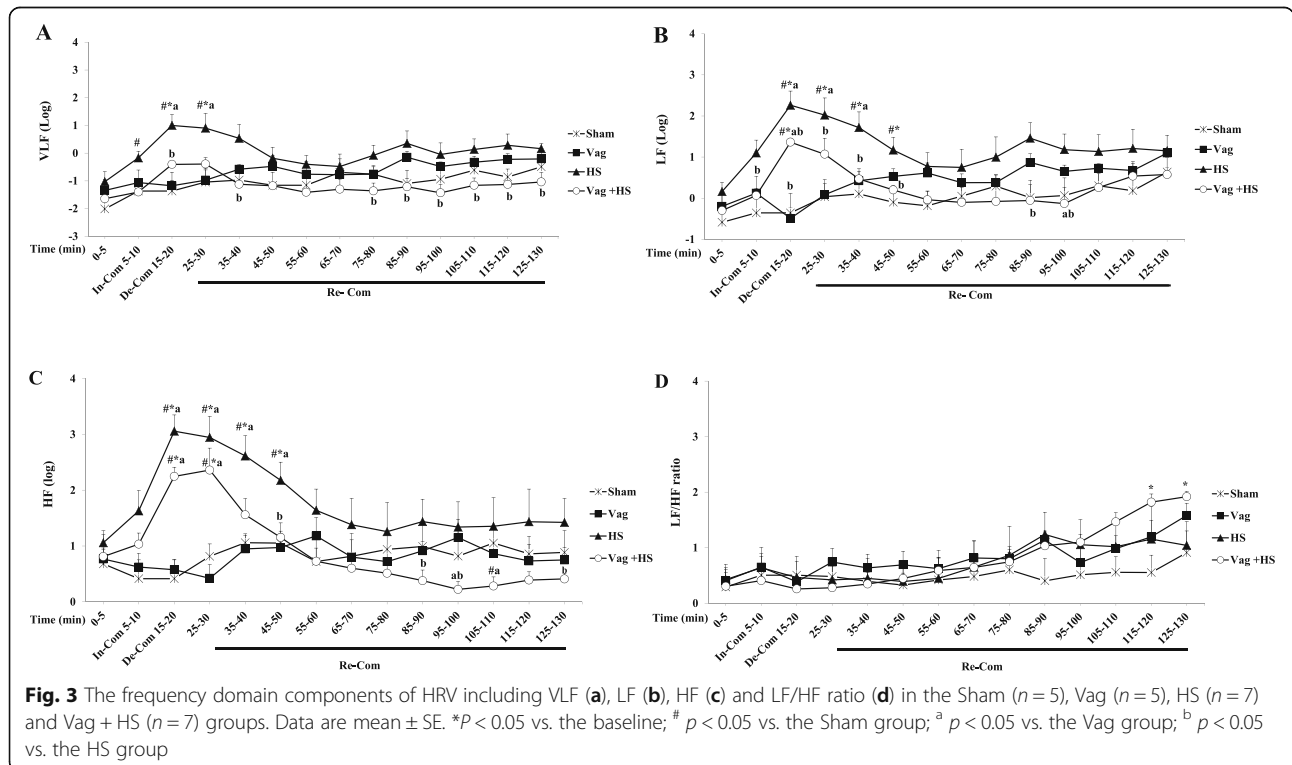 A
4
3
#*a
#*a
2
#
VLF (Log)
1
b
0
-1
-2
b
b
b
b
b
-3
Sham
Vag
HS
Vag +HS
Time (min)
0-5
In-Com 5-10
De-Com 15-20
25-30
35-40
45-50
55-60
65-70
75-80
85-90
95-100
105-110
115-120
125-130
Re- Com
B
4
#*a
#*a
#*a
3
#*ab
b
#*
LF (Log)
2
1
b
b
b
b
0
b
ab
-1
Sham
Vag
HS
Vag +HS
Time (min)
0-5
In-Com 5-10
De-Com 15-20
25-30
35-40
45-50
55-60
65-70
75-80
85-90
95-100
105-110
115-120
125-130
Re- Com
C
4
#*a
#*a
#*a
#*a
3
#*a
#*a
HF (log)
2
b
1
b
ab
#a
b
0
Sham
Vag
HS
Vag +HS
Time (min)
0-5
In-Com 5-10
De-Com 15-20
25-30
35-40
45-50
55-60
65-70
75-80
85-90
95-100
105-110
115-120
125-130
Re-Com
D
4
3
LF/HF ratio
2
*
*
1
0
Sham
Vag
HS
Vag +HS
Time (min)
0-5
In-Com 5-10
De-Com 15-20
25-30
35-40
45-50
55-60
65-70
75-80
85-90
95-100
105-110
115-120
125-130
Re-Com
Fig. 3 The frequency domain components of HRV including VLF (a), LF (b), HF (c) and LF/HF ratio (d) in the Sham (n = 5), Vag (n = 5), HS (n = 7)
and Vag + HS (n = 7) groups. Data are mean ± SE. *P < 0.05 vs. the baseline; # p < 0.05 vs. the Sham group; a p < 0.05 vs. the Vag group; b p < 0.05
vs. the HS group